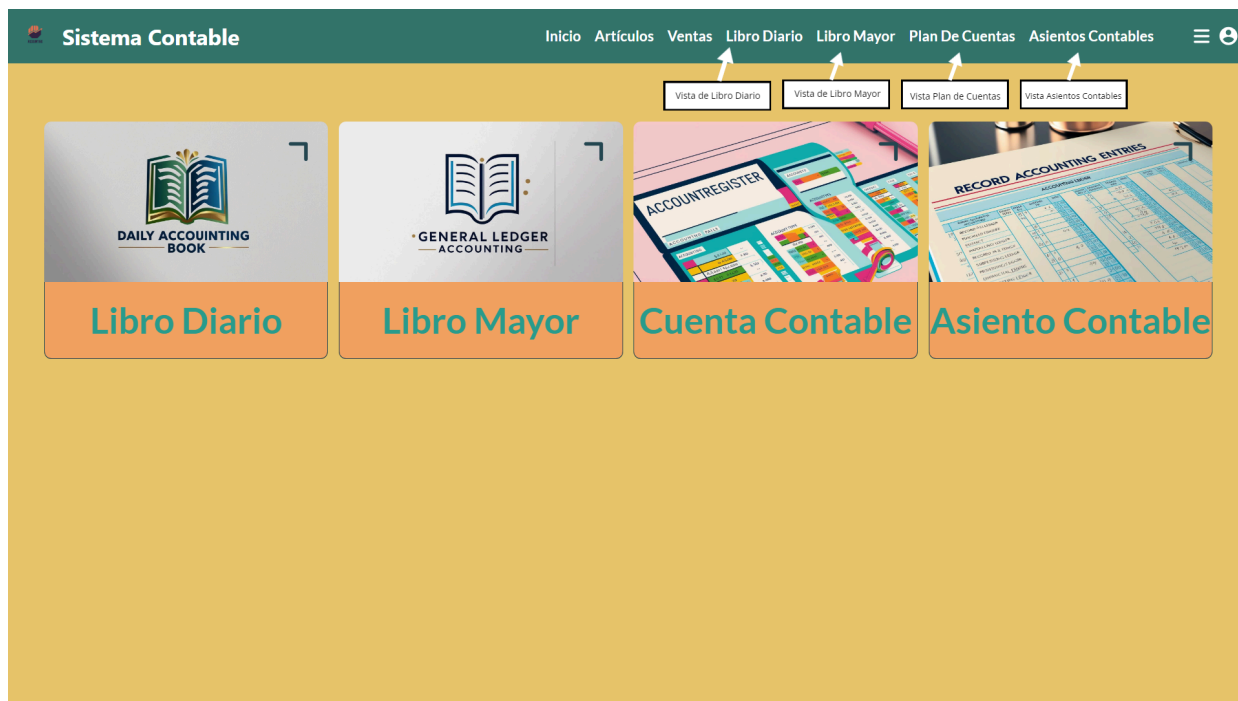 Sistema Contable
Inicio Artículos Ventas Libro Diario Libro Mayor Plan De Cuentas Asientos Contables
Vista de Libro Diario
Vista de Libro Mayor
Vista Plan de Cuentas
Vista Asientos Contables
DAILY ACCOUINTING
BOOK
GENERAL LEDGER
ACCOUNTING
ACCOUNTREGISTER
RECORD ACCOUNTING ENTRIES
Libro Diario
Libro Mayor
Cuenta Contable
Asiento Contable